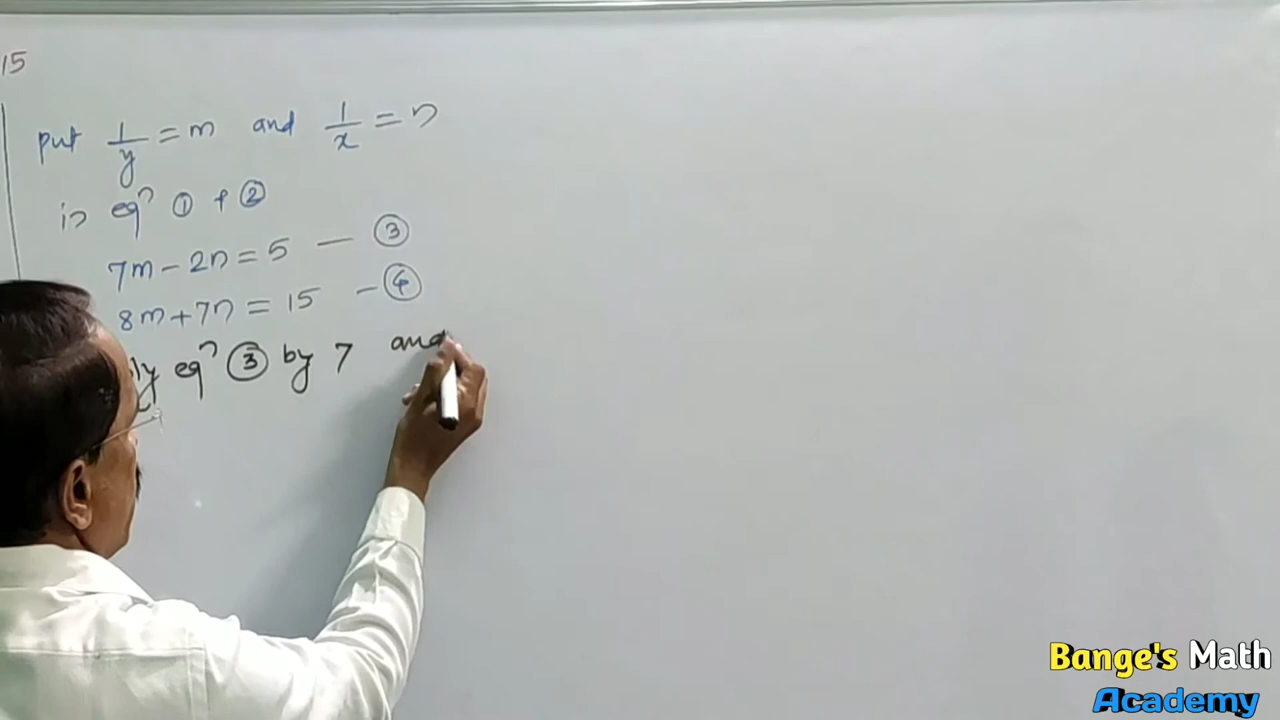 15
put 1/y = m and 1/x = n
in eqⁿ ① + ②
7m - 2n = 5 — ③
8m + 7n = 15 - ④
ly eqⁿ ③ by 7 and
Bange's Math
Academy